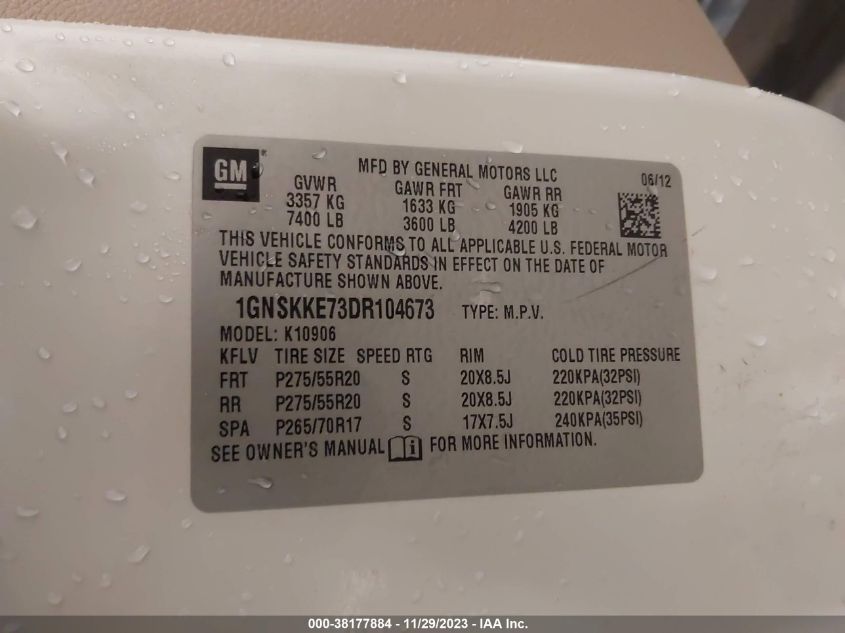 GM
MFD BY GENERAL MOTORS LLC
06/12
GVWR GAWR FRT GAWR RR
3357 KG 1633 KG 1905 KG
7400 LB 3600 LB 4200 LB
THIS VEHICLE CONFORMS TO ALL APPLICABLE U.S. FEDERAL MOTOR
VEHICLE SAFETY STANDARDS IN EFFECT ON THE DATE OF
MANUFACTURE SHOWN ABOVE.
1GNSKKE73DR104673 TYPE: M.P.V.
MODEL: K10906
KFLV TIRE SIZE SPEED RTG RIM COLD TIRE PRESSURE
FRT P275/55R20 S 20X8.5J 220KPA(32PSI)
RR P275/55R20 S 20X8.5J 220KPA(32PSI)
SPA P265/70R17 S 17X7.5J 240KPA(35PSI)
SEE OWNER'S MANUAL i FOR MORE INFORMATION.
000-38177884 - 11/29/2023 - IAA Inc.